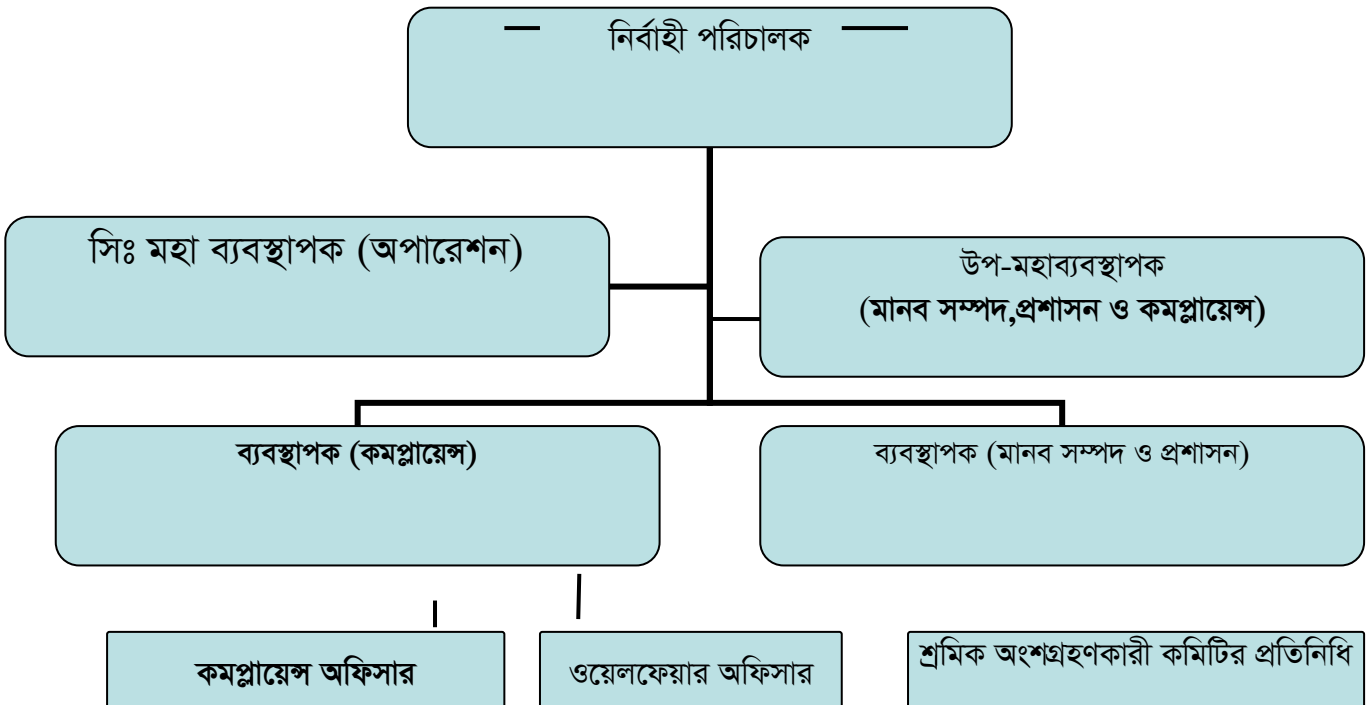 নির্বাহী পরিচালক
সিঃ মহা ব্যবস্থাপক (অপারেশন)
উপ-মহাব্যবস্থাপক
(মানব সম্পদ,প্রশাসন ও কমপ্লায়েন্স)
ব্যবস্থাপক (কমপ্লায়েন্স)
ব্যবস্থাপক (মানব সম্পদ ও প্রশাসন)
কমপ্লায়েন্স অফিসার
ওয়েলফেয়ার অফিসার
শ্রমিক অংশগ্রহণকারী কমিটির প্রতিনিধি